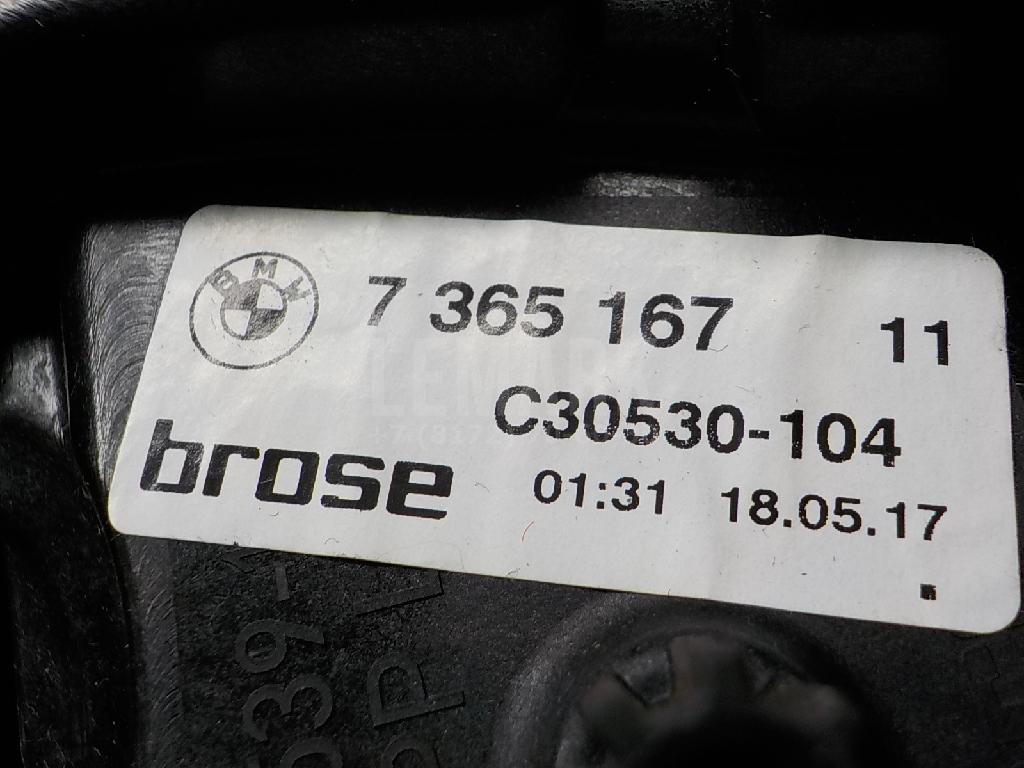 BMW
7 365 167 11
C30530-104
brose
01:31 18.05.17